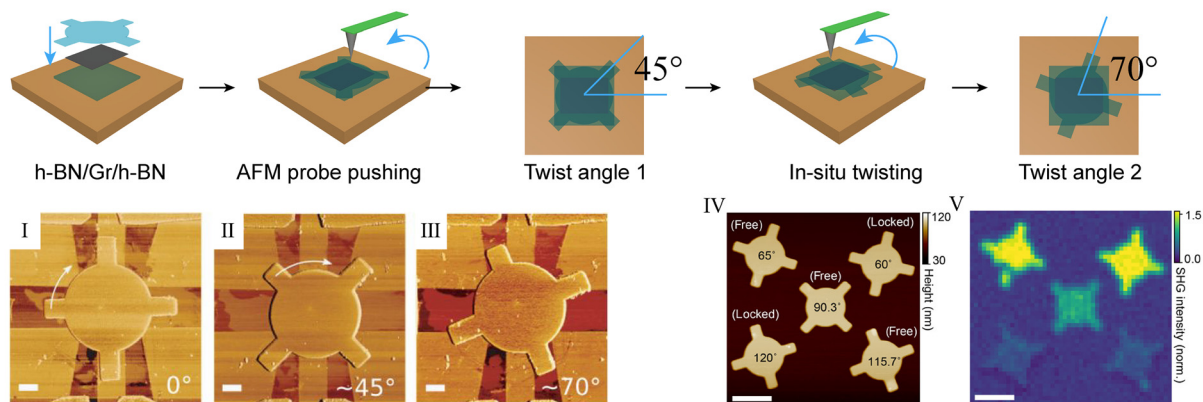 45°
70°
h-BN/Gr/h-BN
AFM probe pushing
Twist angle 1
In-situ twisting
Twist angle 2
I
0°
II
~45°
III
~70°
IV
(Free)
65°
(Locked)
60°
(Free)
90.3°
(Locked)
120°
(Free)
115.7°
120
30
Height (nm)
V
1.5
0.0
SHG intensity (norm.)